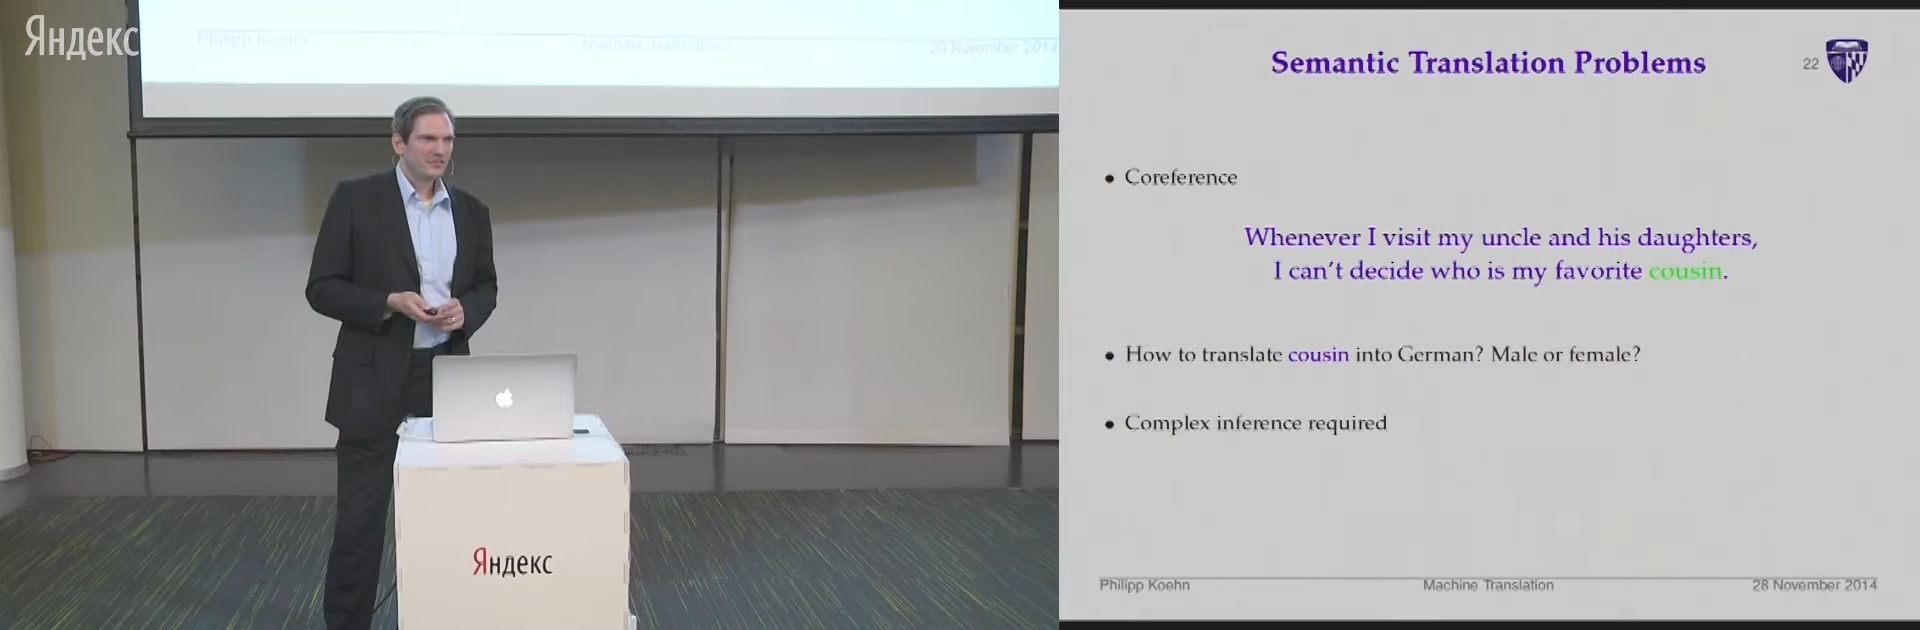 Яндекс
Philipp Koehn Machine Translation 28 November 2014
Яндекс
Semantic Translation Problems
22
• Coreference
Whenever I visit my uncle and his daughters,
I can't decide who is my favorite cousin.
• How to translate cousin into German? Male or female?
• Complex inference required
Philipp Koehn Machine Translation 28 November 2014